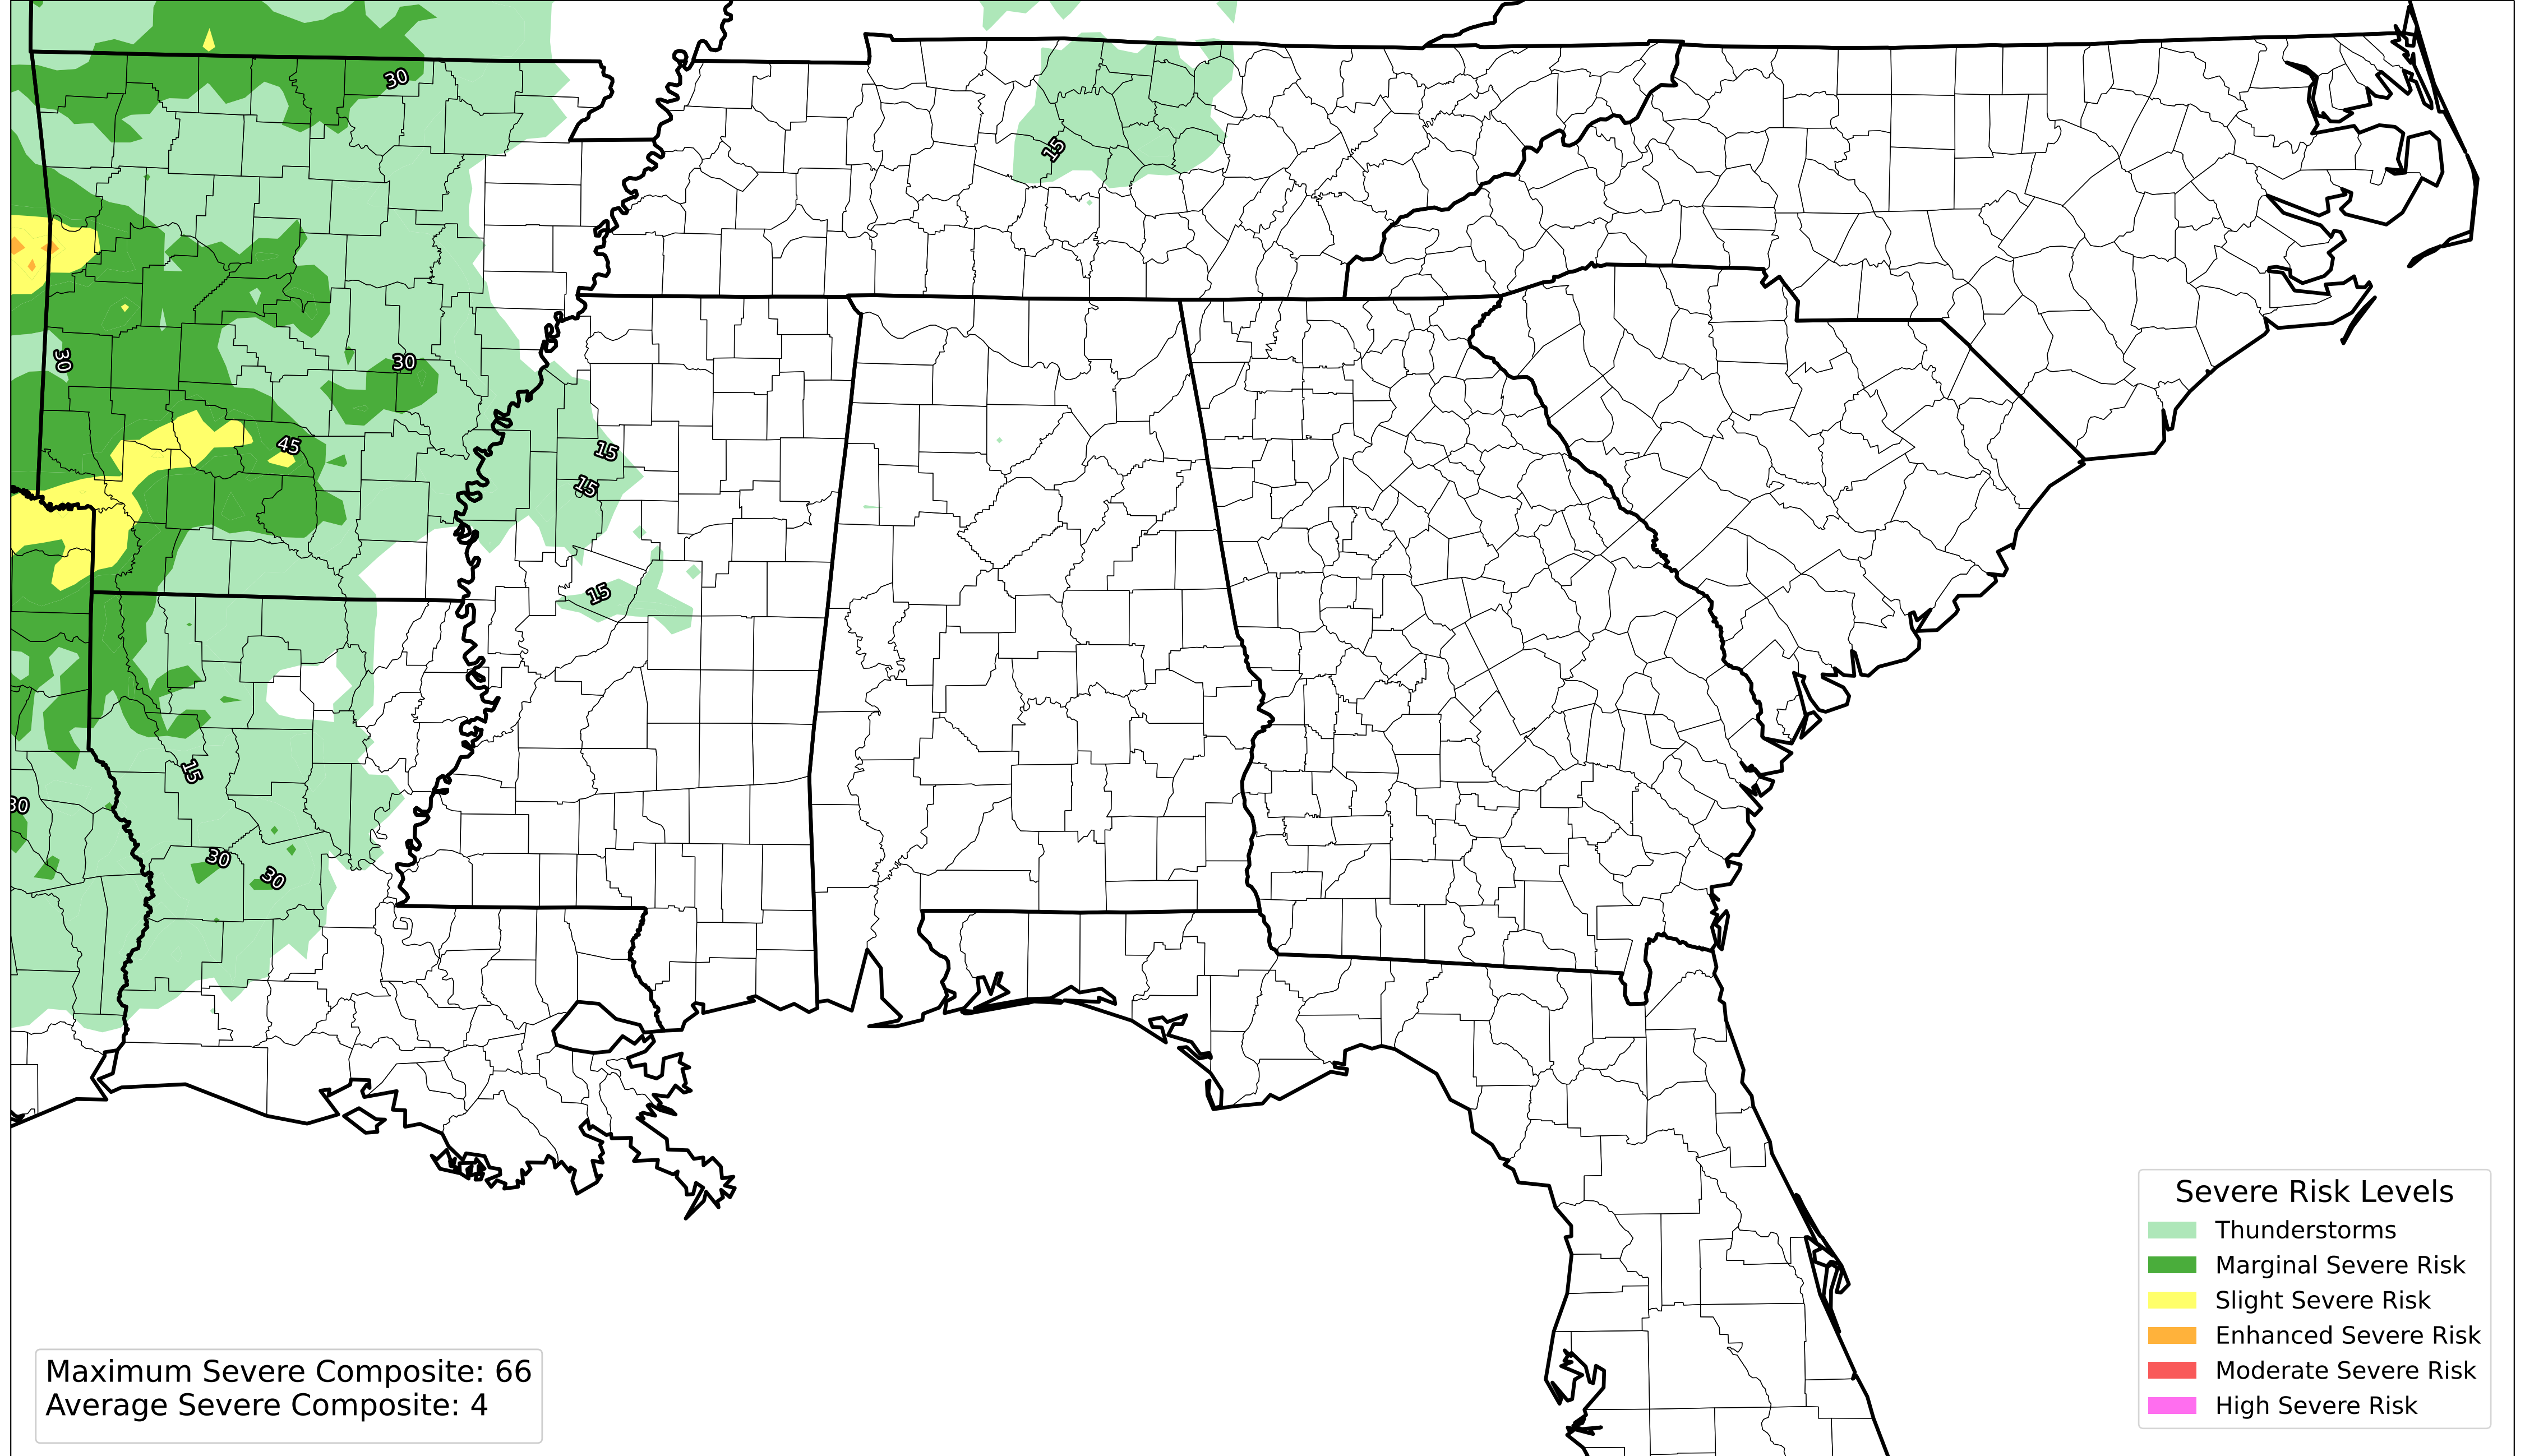 30
15
30
30
45
15
15
15
15
30
30
30
Severe Risk Levels
Thunderstorms
Marginal Severe Risk
Slight Severe Risk
Enhanced Severe Risk
Moderate Severe Risk
High Severe Risk
Maximum Severe Composite: 66
Average Severe Composite: 4